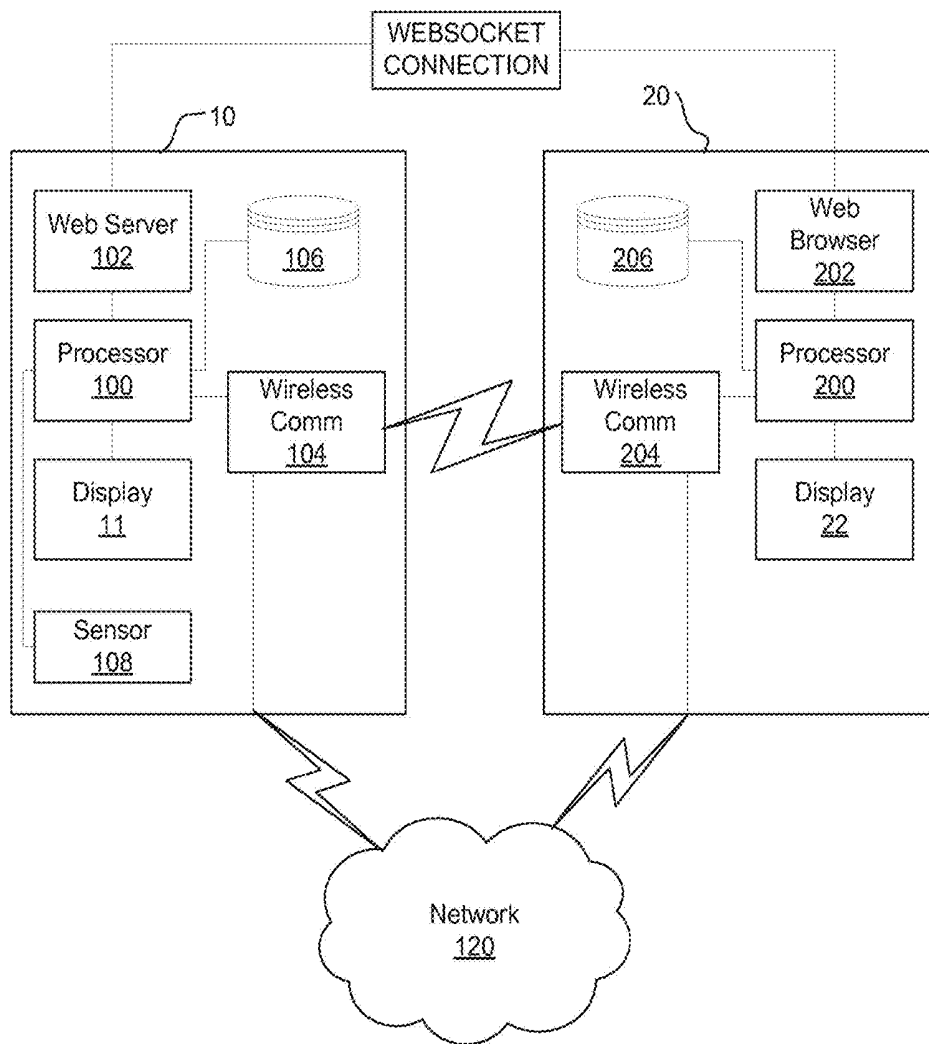 WEBSOCKET
CONNECTION
10
20
Web Server
102
106
206
Web
Browser
202
Processor
100
Wireless
Comm
104
Wireless
Comm
204
Processor
200
Display
11
Display
22
Sensor
108
Network
120